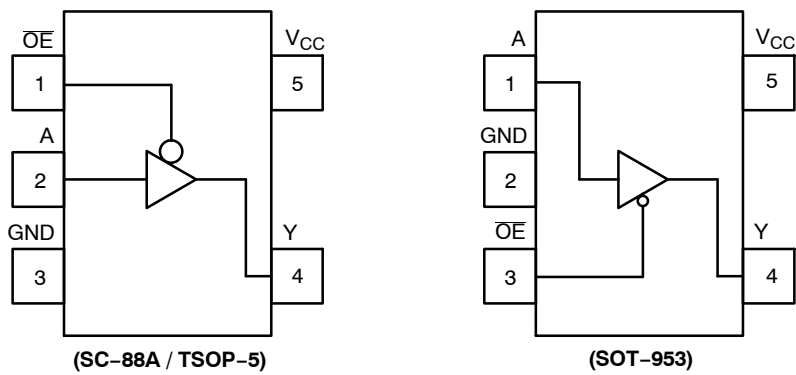 OE
VCC
1
5
A
2
GND
Y
3
4
(SC–88A / TSOP–5)
A
VCC
1
5
GND
2
OE
Y
3
4
(SOT–953)